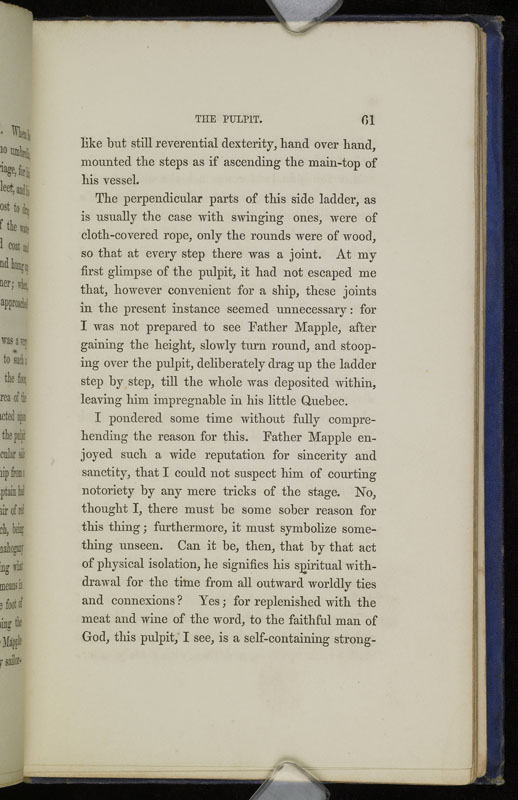 THE PULPIT. 61
like but still reverential dexterity, hand over hand,
mounted the steps as if ascending the main-top of
his vessel.
The perpendicular parts of this side ladder, as
is usually the case with swinging ones, were of
cloth-covered rope, only the rounds were of wood,
so that at every step there was a joint. At my
first glimpse of the pulpit, it had not escaped me
that, however convenient for a ship, these joints
in the present instance seemed unnecessary: for
I was not prepared to see Father Mapple, after
gaining the height, slowly turn round, and stoop-
ing over the pulpit, deliberately drag up the ladder
step by step, till the whole was deposited within,
leaving him impregnable in his little Quebec.
I pondered some time without fully compre-
hending the reason for this. Father Mapple en-
joyed such a wide reputation for sincerity and
sanctity, that I could not suspect him of courting
notoriety by any mere tricks of the stage. No,
thought I, there must be some sober reason for
this thing; furthermore, it must symbolize some-
thing unseen. Can it be, then, that by that act
of physical isolation, he signifies his spiritual with-
drawal for the time from all outward worldly ties
and connexions? Yes; for replenished with the
meat and wine of the word, to the faithful man of
God, this pulpit, I see, is a self-containing strong-